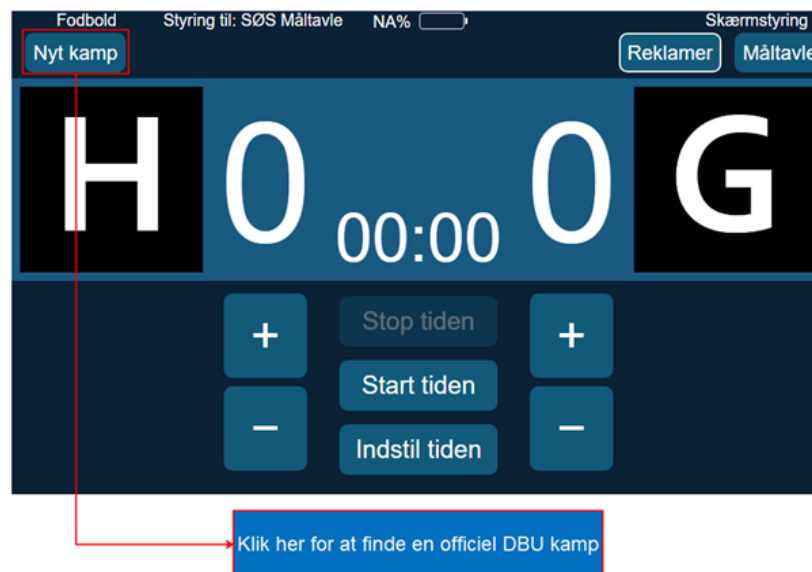 Fodbold Styring til: SØS Måltavle NA% Skærmstyring
Nyt kamp Reklamer Måltavle
H 0 00:00 0 G
+ Stop tiden +
Start tiden
− Indstil tiden −
Klik her for at finde en officiel DBU kamp